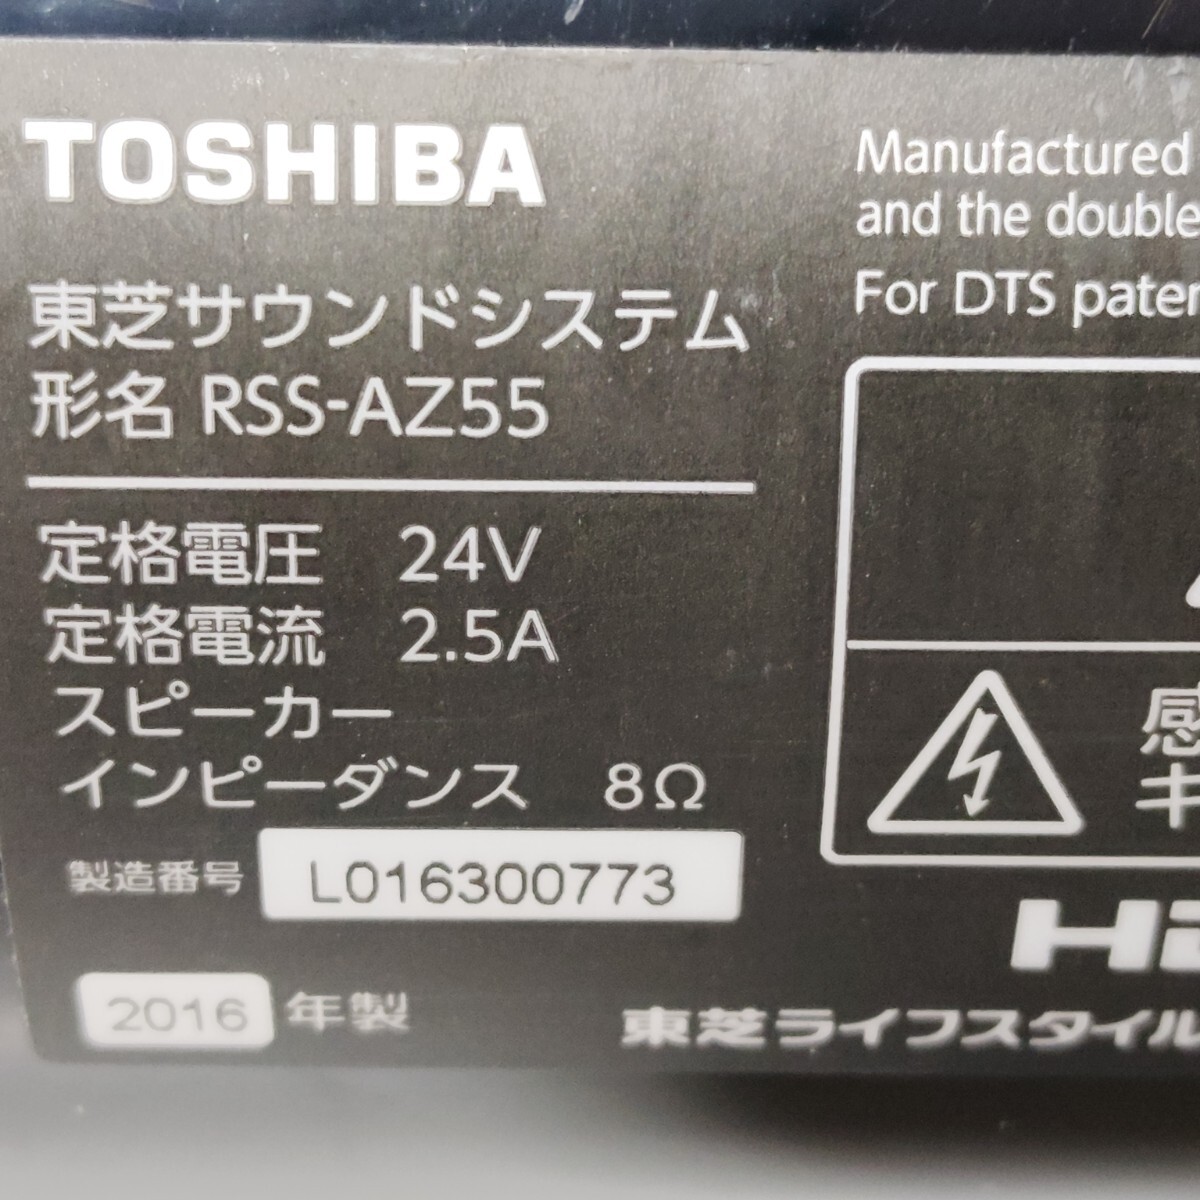 TOSHIBA
東芝サウンドシステム
形名 RSS-AZ55
定格電圧 24V
定格電流 2.5A
スピーカー
インピーダンス 8Ω
製造番号 L016300773
2016 年製
Manufactured
and the double
For DTS
感
キ
東芝ライフスタイル